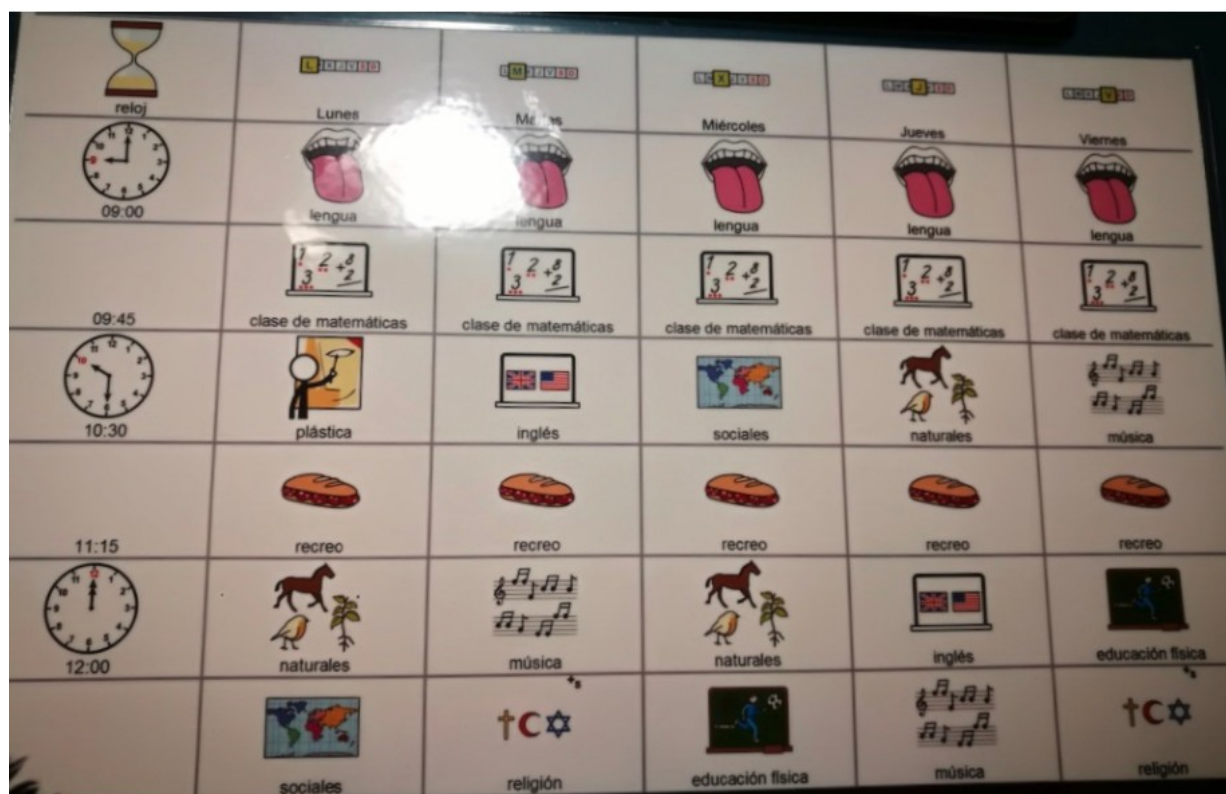 reloj Lunes Martes Miércoles Jueves Viernes
09:00 lengua lengua lengua lengua lengua
09:45 clase de matemáticas clase de matemáticas clase de matemáticas clase de matemáticas clase de matemáticas
10:30 plástica inglés sociales naturales música
11:15 recreo recreo recreo recreo recreo
12:00 naturales música naturales inglés educación física
sociales religión educación física música religión